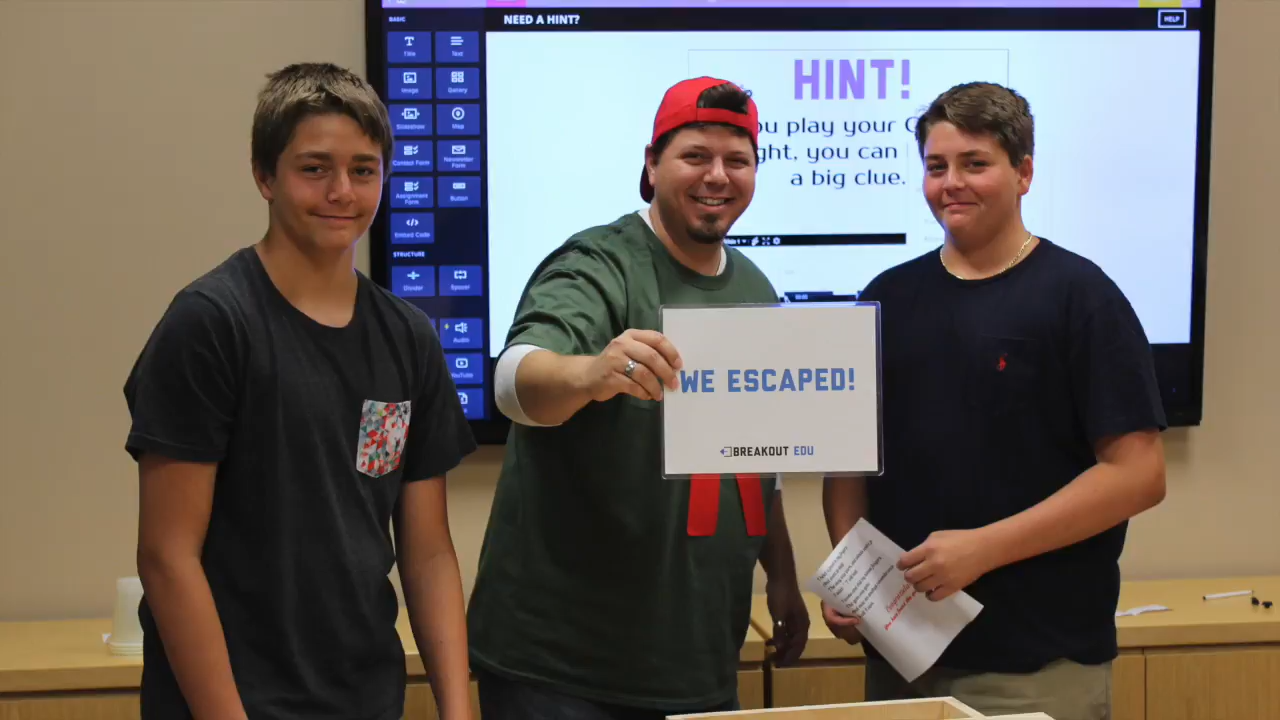 BASIC
NEED A HINT?
HELP
Title
Text
Image
Gallery
Slideshow
Map
Contact Form
Newsletter Form
Assignment Form
Button
Embed Code
STRUCTURE
Divider
Spacer
Audio
YouTube
HINT!
you play your
ght, you can
a big clue.
WE ESCAPED!
BREAKOUT EDU